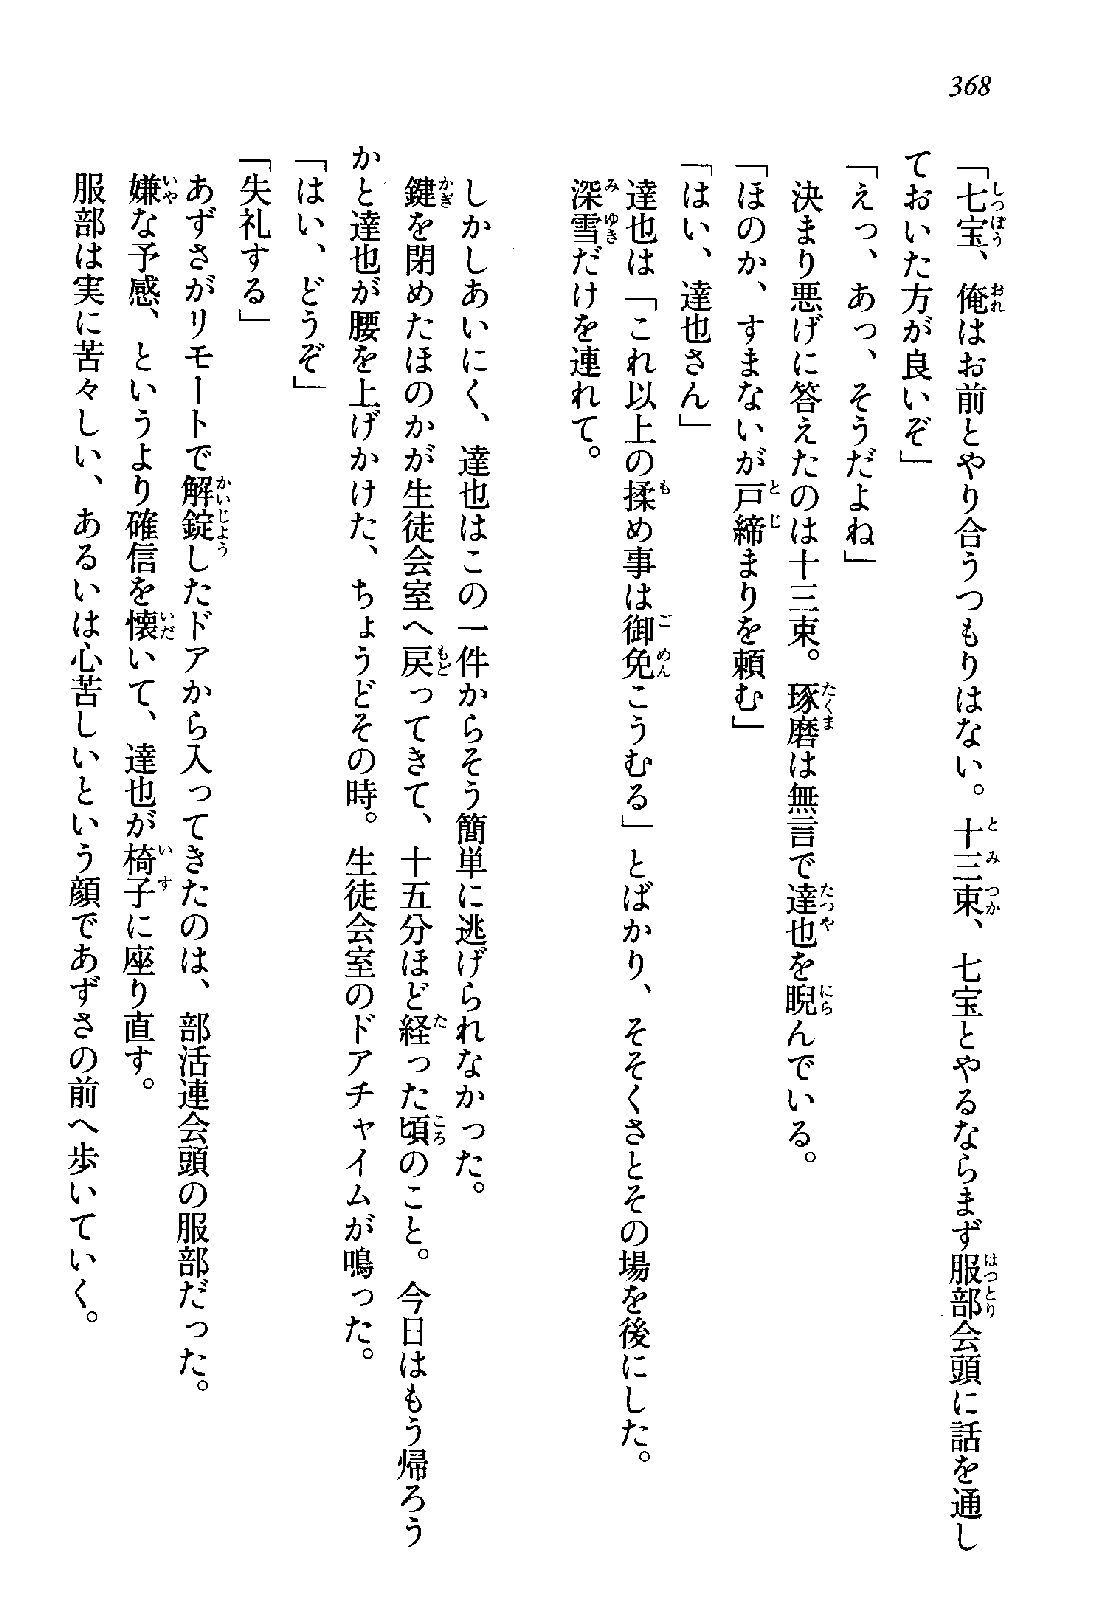 368
「七宝、俺はお前とやり合うつもりはない。十三束、七宝とやるならまず服部会頭に話を通し
ておいた方が良いぞ」
「えっ、あっ、そうだよね」
決まり悪げに答えたのは十三束。琢磨は無言で達也を睨んでいる。
「ほのか、すまないが戸締まりを頼む」
「はい、達也さん」
達也は「これ以上の揉め事は御免こうむる」とばかり、そそくさとその場を後にした。
深雪だけを連れて。
しかしあいにく、達也はこの一件からそう簡単に逃げられなかった。
鍵を閉めたほのかが生徒会室へ戻ってきて、十五分ほど経った頃のこと。今日はもう帰ろう
かと達也が腰を上げかけた、ちょうどその時。生徒会室のドアチャイムが鳴った。
「はい、どうぞ」
「失礼する」
あずさがリモートで解錠したドアから入ってきたのは、部活連会頭の服部だった。
嫌な予感、というより確信を懐いて、達也が椅子に座り直す。
服部は実に苦々しい、あるいは心苦しいという顔であずさの前へ歩いていく。